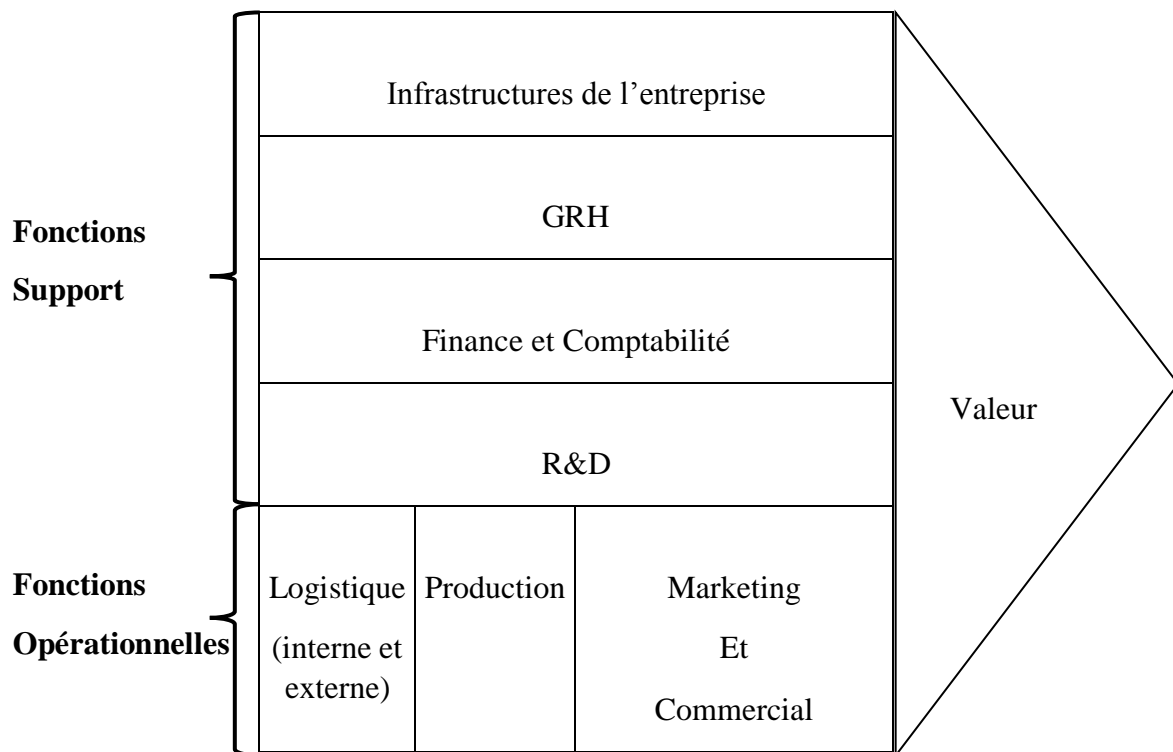 Infrastructures de l’entreprise
GRH
Fonctions
Support
Finance et Comptabilité
R&D
Valeur
Fonctions
Opérationnelles
Logistique
(interne et
externe)
Production
Marketing
Et
Commercial